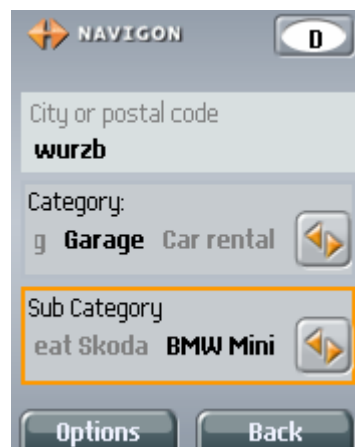 NAVIGON D
City or postal code
wurzb
Category:
g Garage Car rental
Sub Category
eat Skoda BMW Mini
Options Back